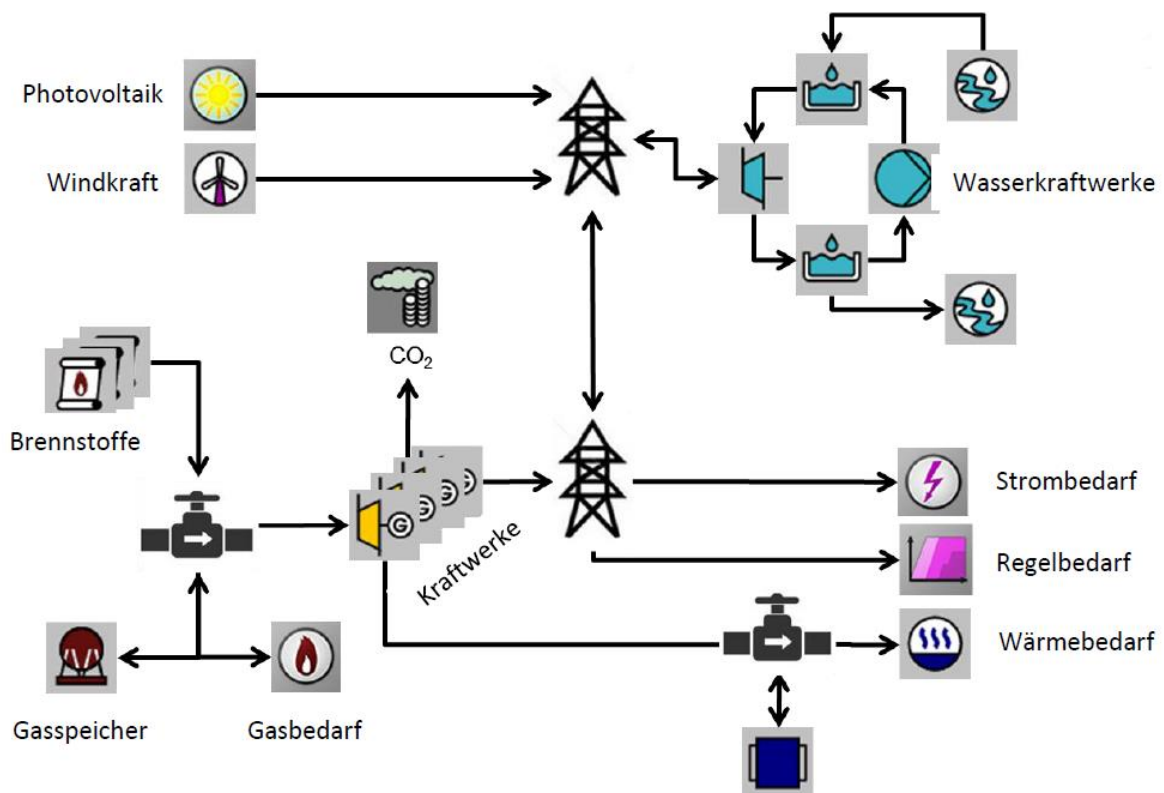 Photovoltaik
Windkraft
Wasserkraftwerke
CO₂
Brennstoffe
G
G
G
G
Kraftwerke
Strombedarf
Regelbedarf
Wärmebedarf
Gasspeicher
Gasbedarf